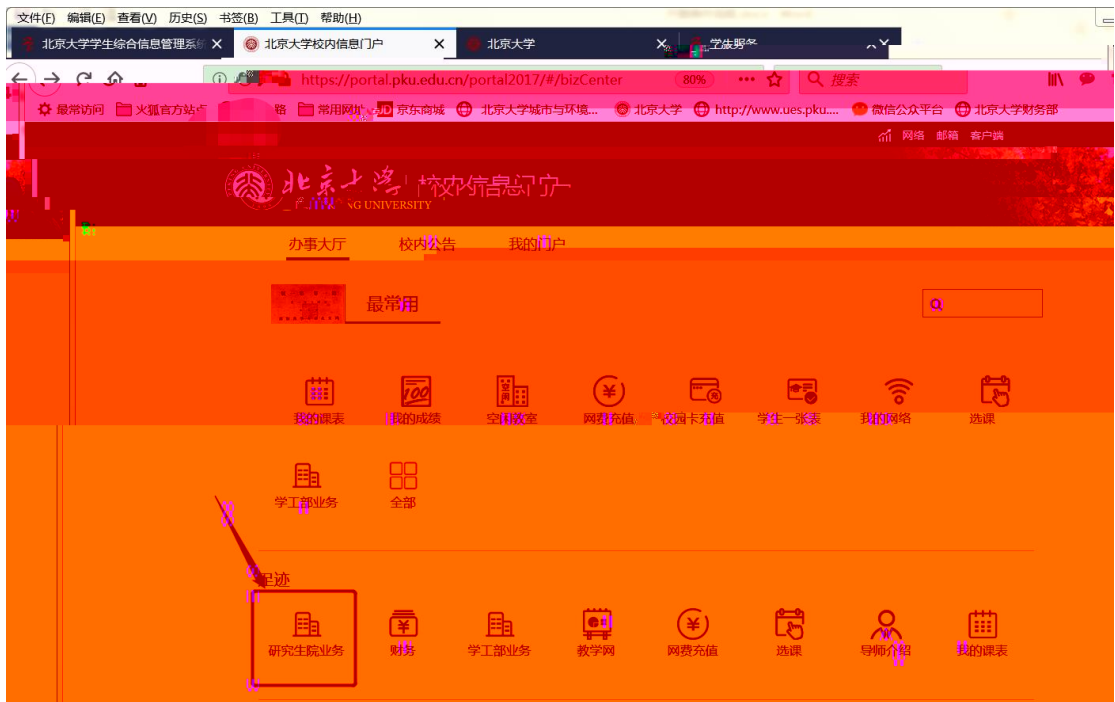 文件(F) 编辑(E) 查看(V) 历史(S) 书签(B) 工具(T) 帮助(H)
北京大学学生综合信息管理系统 × 北京大学校内信息门户 × 北京大学 × 学生服务 ×
https://portal.pku.edu.cn/portal2017/#/bizCenter 80% 搜索
最常访问 火狐官方站点 常用网址 JD 京东商城 北京大学城市与环境... 北京大学 http://www.ues.pku.... 微信公众平台 北京大学财务部
网络 邮箱 客户端
北京大学 校内信息门户
NG UNIVERSITY
办事大厅 校内公告 我的门户
最常用
我的课表 我的成绩 空闲教室 网费充值 校园卡充值 学生一张表 我的网络 选课
学工部业务 全部
足迹
研究生院业务 财务 学工部业务 教学网 网费充值 选课 导师介绍 我的课表